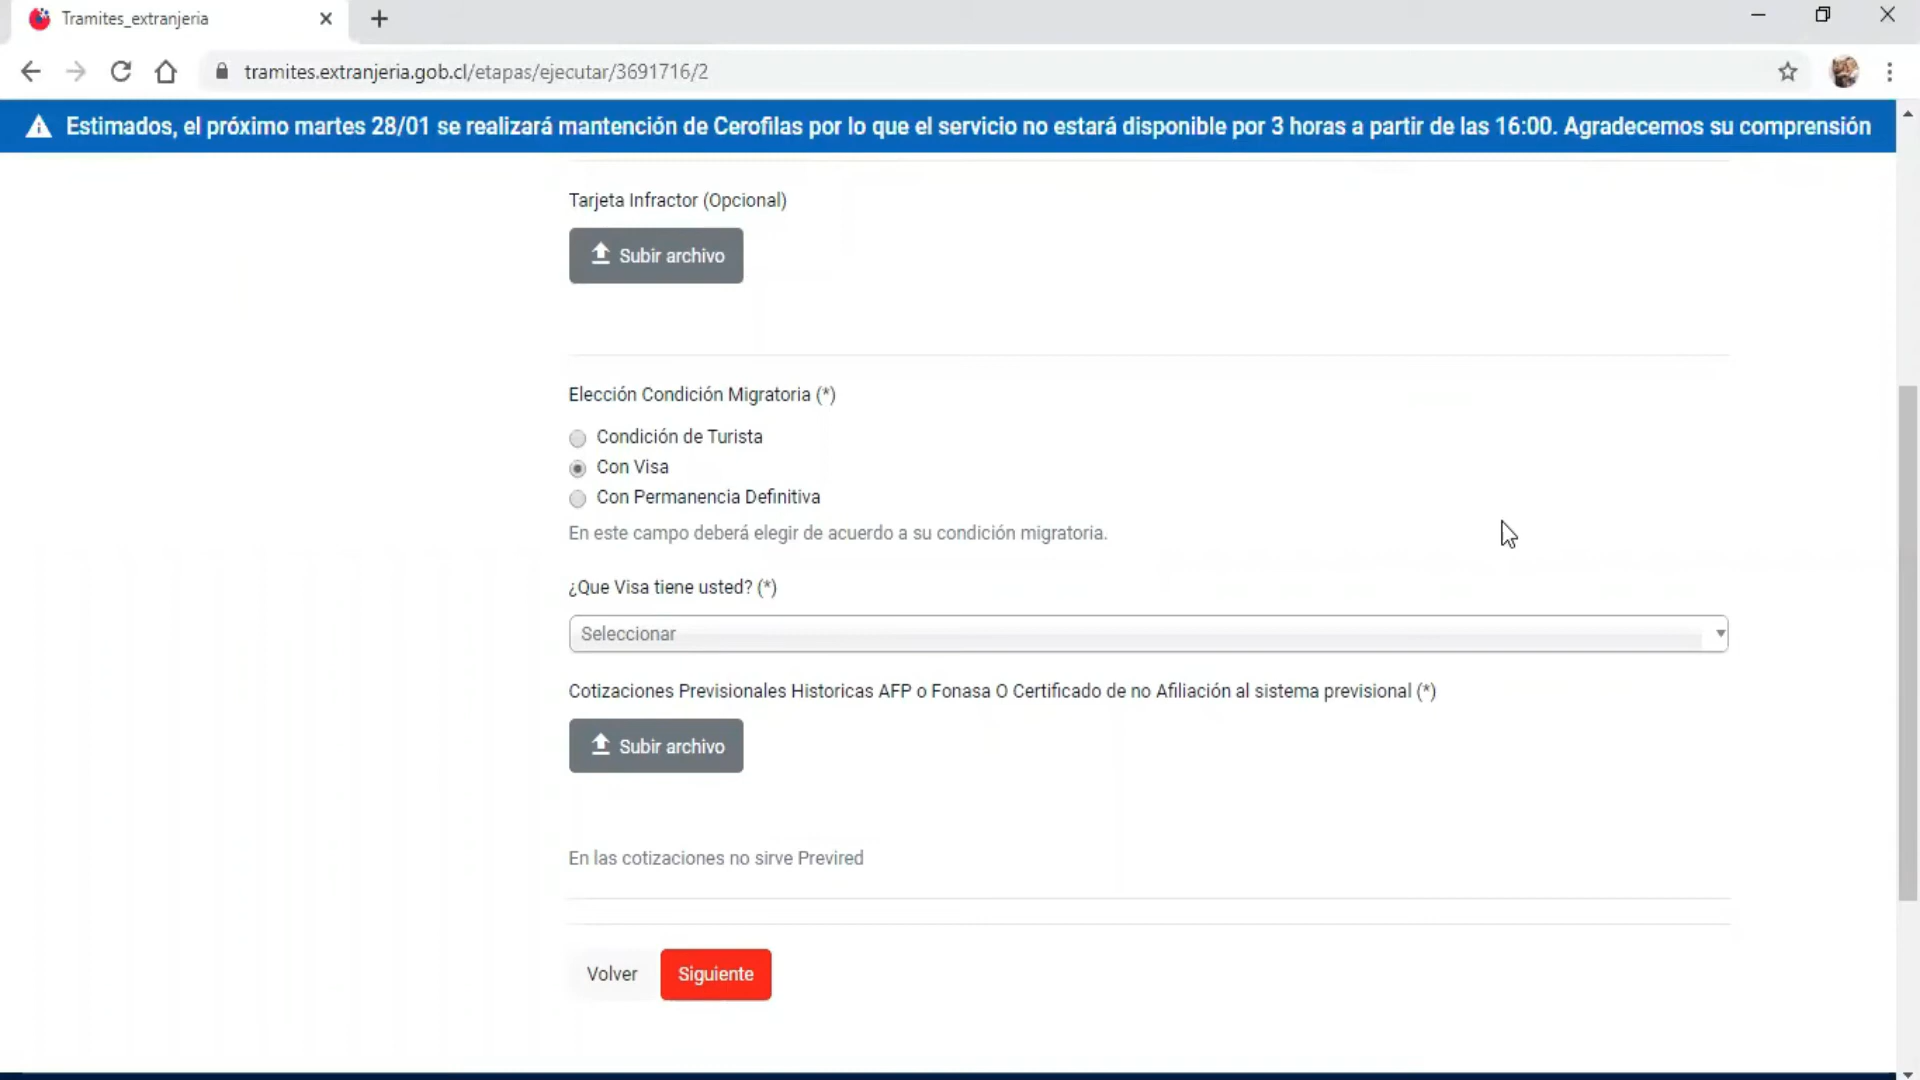 Tramites_extranjeria
tramites.extranjeria.gob.cl/etapas/ejecutar/3691716/2
Estimados, el próximo martes 28/01 se realizará mantención de Cerofilas por lo que el servicio no estará disponible por 3 horas a partir de las 16:00. Agradecemos su comprensión
Tarjeta Infractor (Opcional)
Subir archivo
Elección Condición Migratoria (*)
Condición de Turista
Con Visa
Con Permanencia Definitiva
En este campo deberá elegir de acuerdo a su condición migratoria.
¿Que Visa tiene usted? (*)
Seleccionar
Cotizaciones Previsionales Historicas AFP o Fonasa O Certificado de no Afiliación al sistema previsional (*)
Subir archivo
En las cotizaciones no sirve Previred
Volver Siguiente